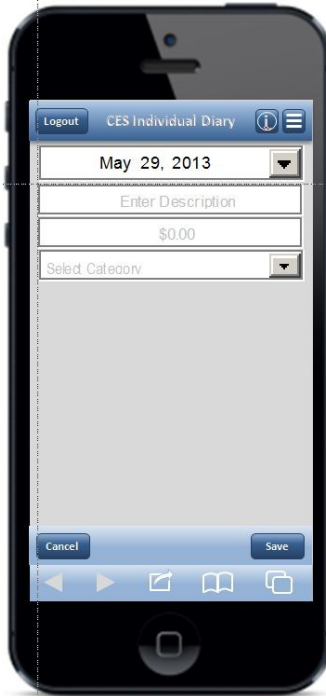 Logout CES Individual Diary
May 29, 2013
Enter Description
$0.00
Select Category
Cancel Save